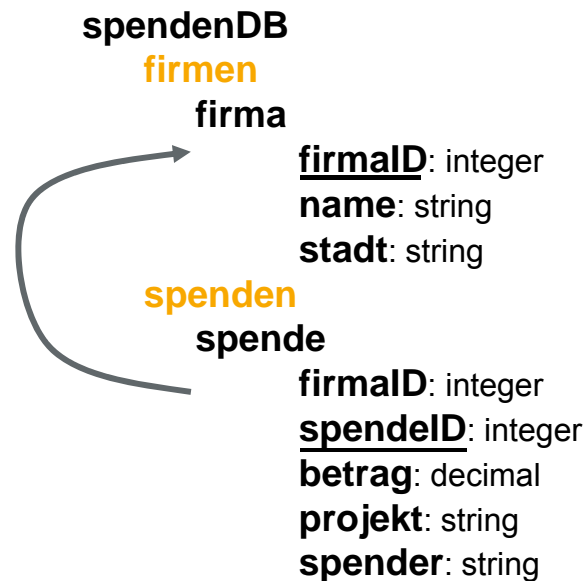 spendenDB
firmen
firma
firmaID: integer
name: string
stadt: string
spenden
spende
firmaID: integer
spendeID: integer
betrag: decimal
projekt: string
spender: string